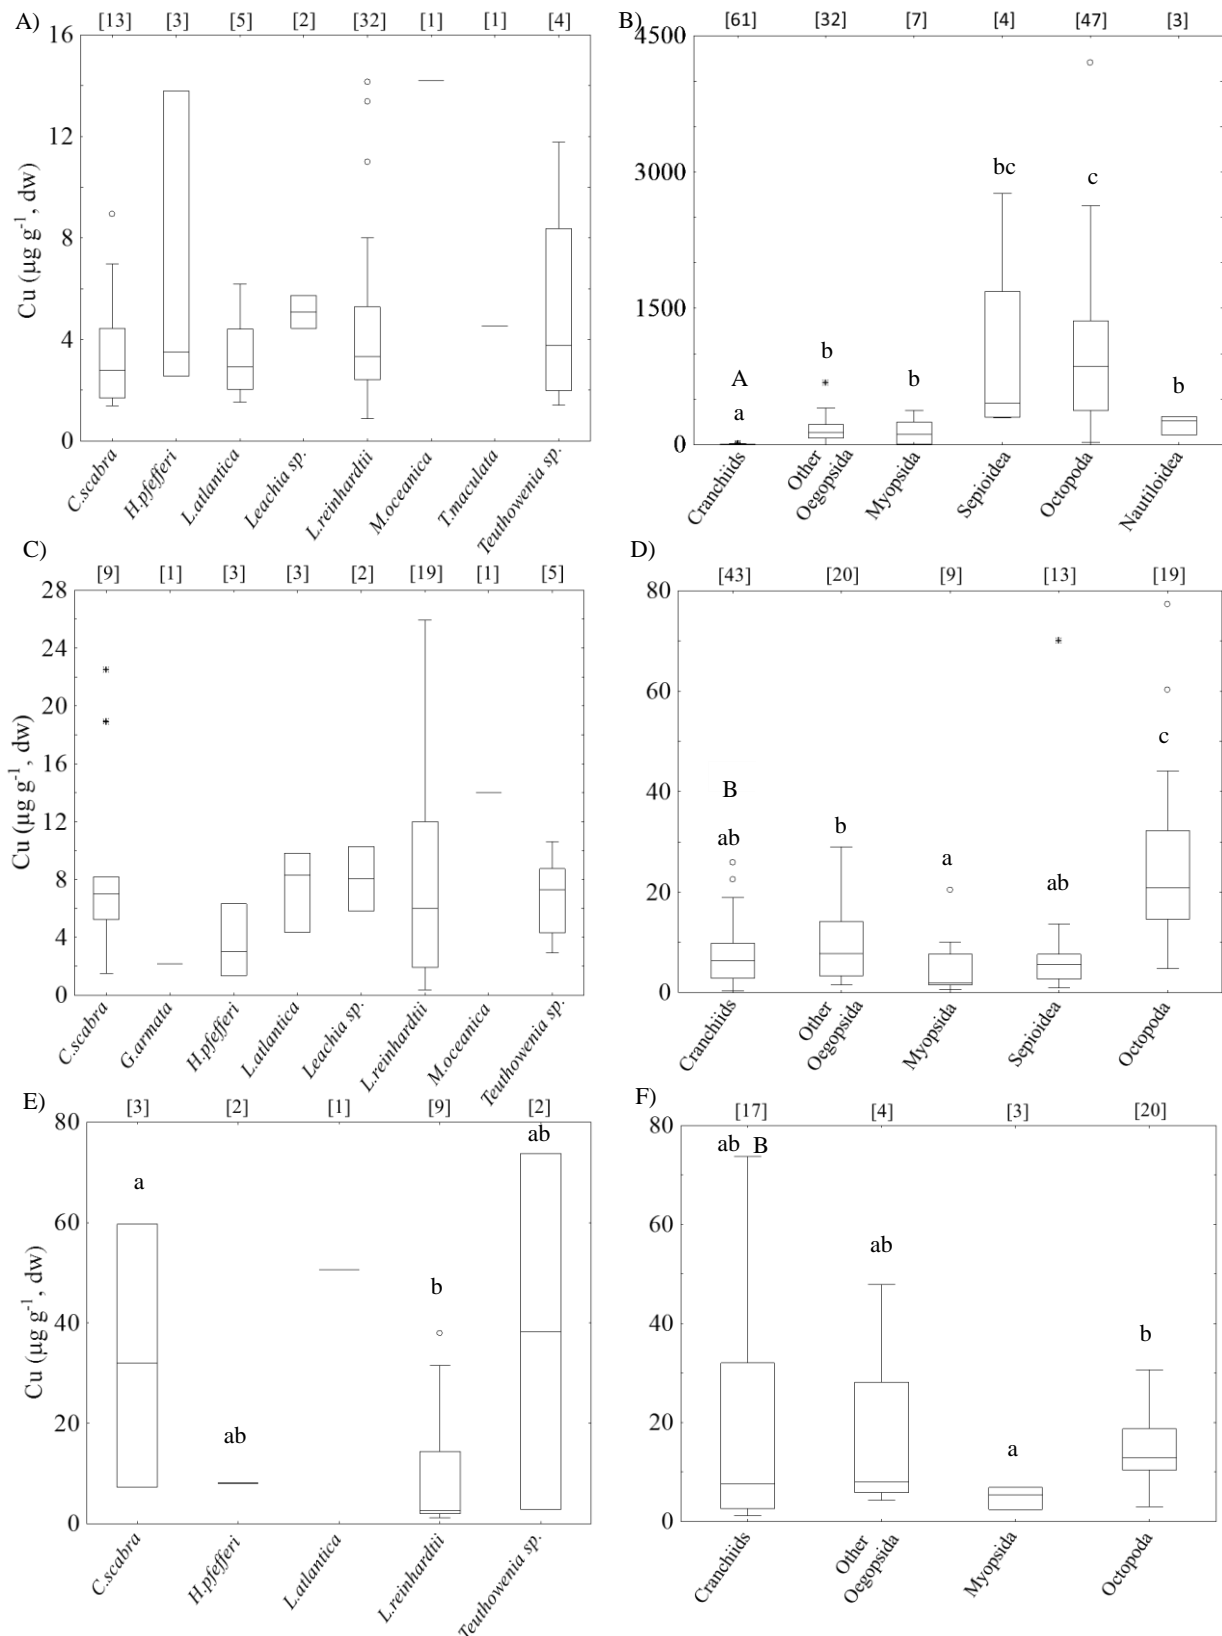 A) [13] [3] [5] [2] [32] [1] [1] [4]
16
12
8
4
0
Cu (µg g⁻¹, dw)
C.scabra
H.pfefferi
L.atlantica
Leachia sp.
L.reinhardtii
M.oceanica
T.maculata
Teuthowenia sp.
B) [61] [32] [7] [4] [47] [3]
4500
3000
1500
0
A
a
b
b
bc
c
b
Cranchiids
Other
Oegopsida
Myopsida
Sepioidea
Octopoda
Nautiloidea
C) [9] [1] [3] [3] [2] [19] [1] [5]
28
24
20
16
12
8
4
0
Cu (µg g⁻¹, dw)
C.scabra
G.armata
H.pfefferi
L.atlantica
Leachia sp.
L.reinhardtii
M.oceanica
Teuthowenia sp.
D) [43] [20] [9] [13] [19]
80
60
40
20
0
B
ab
b
a
ab
c
Cranchiids
Other
Oegopsida
Myopsida
Sepioidea
Octopoda
E) [3] [2] [1] [9] [2]
80
60
40
20
0
Cu (µg g⁻¹, dw)
a
ab
b
ab
C.scabra
H.pfefferi
L.atlantica
L.reinhardtii
Teuthowenia sp.
F) [17] [4] [3] [20]
80
60
40
20
0
ab B
ab
a
b
Cranchiids
Other
Oegopsida
Myopsida
Octopoda